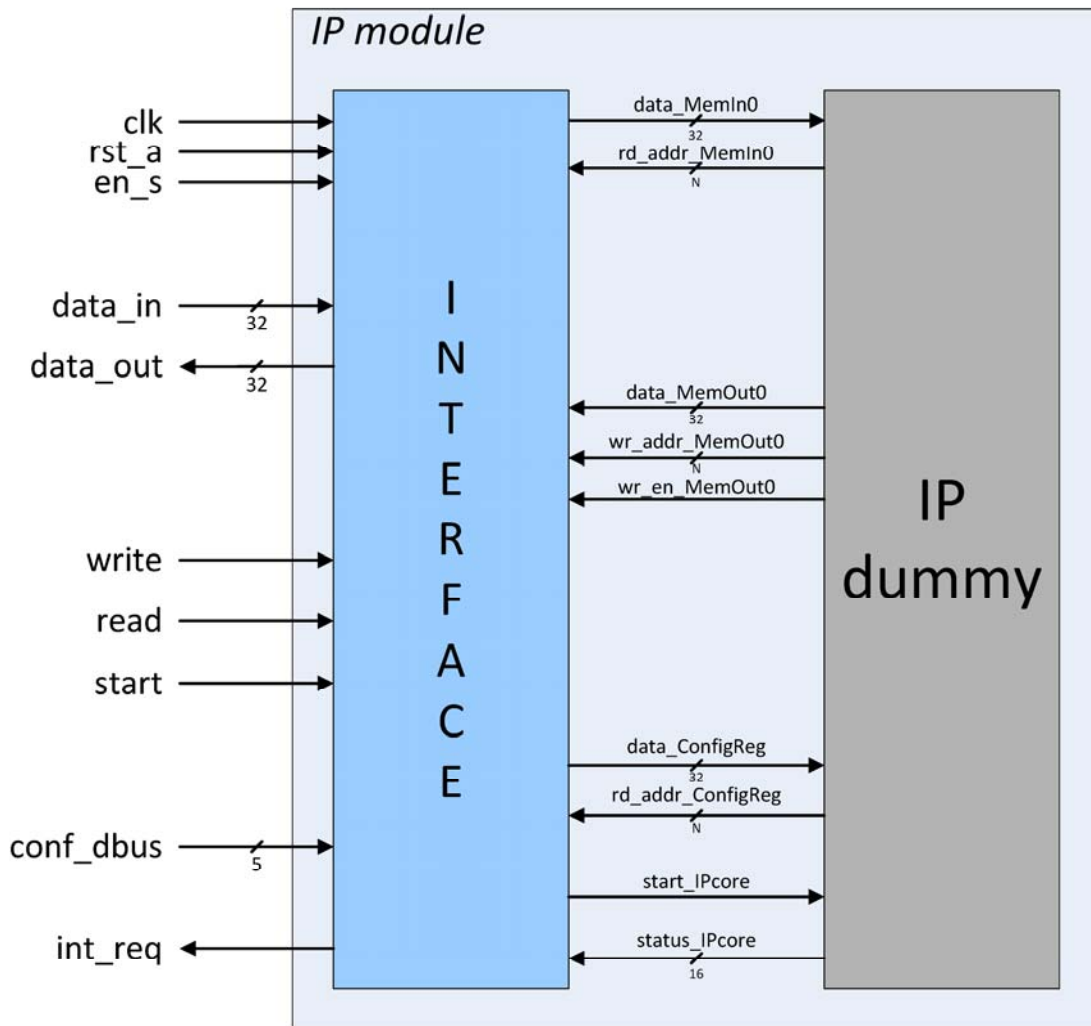 IP module
clk
rst_a
en_s
data_in
32
data_out
32
write
read
start
conf_dbus
5
int_req
I
N
T
E
R
F
A
C
E
data_MemIn0
32
rd_addr_MemIn0
N
data_MemOut0
32
wr_addr_MemOut0
N
wr_en_MemOut0
data_ConfigReg
32
rd_addr_ConfigReg
N
start_IPcore
status_IPcore
16
IP
dummy